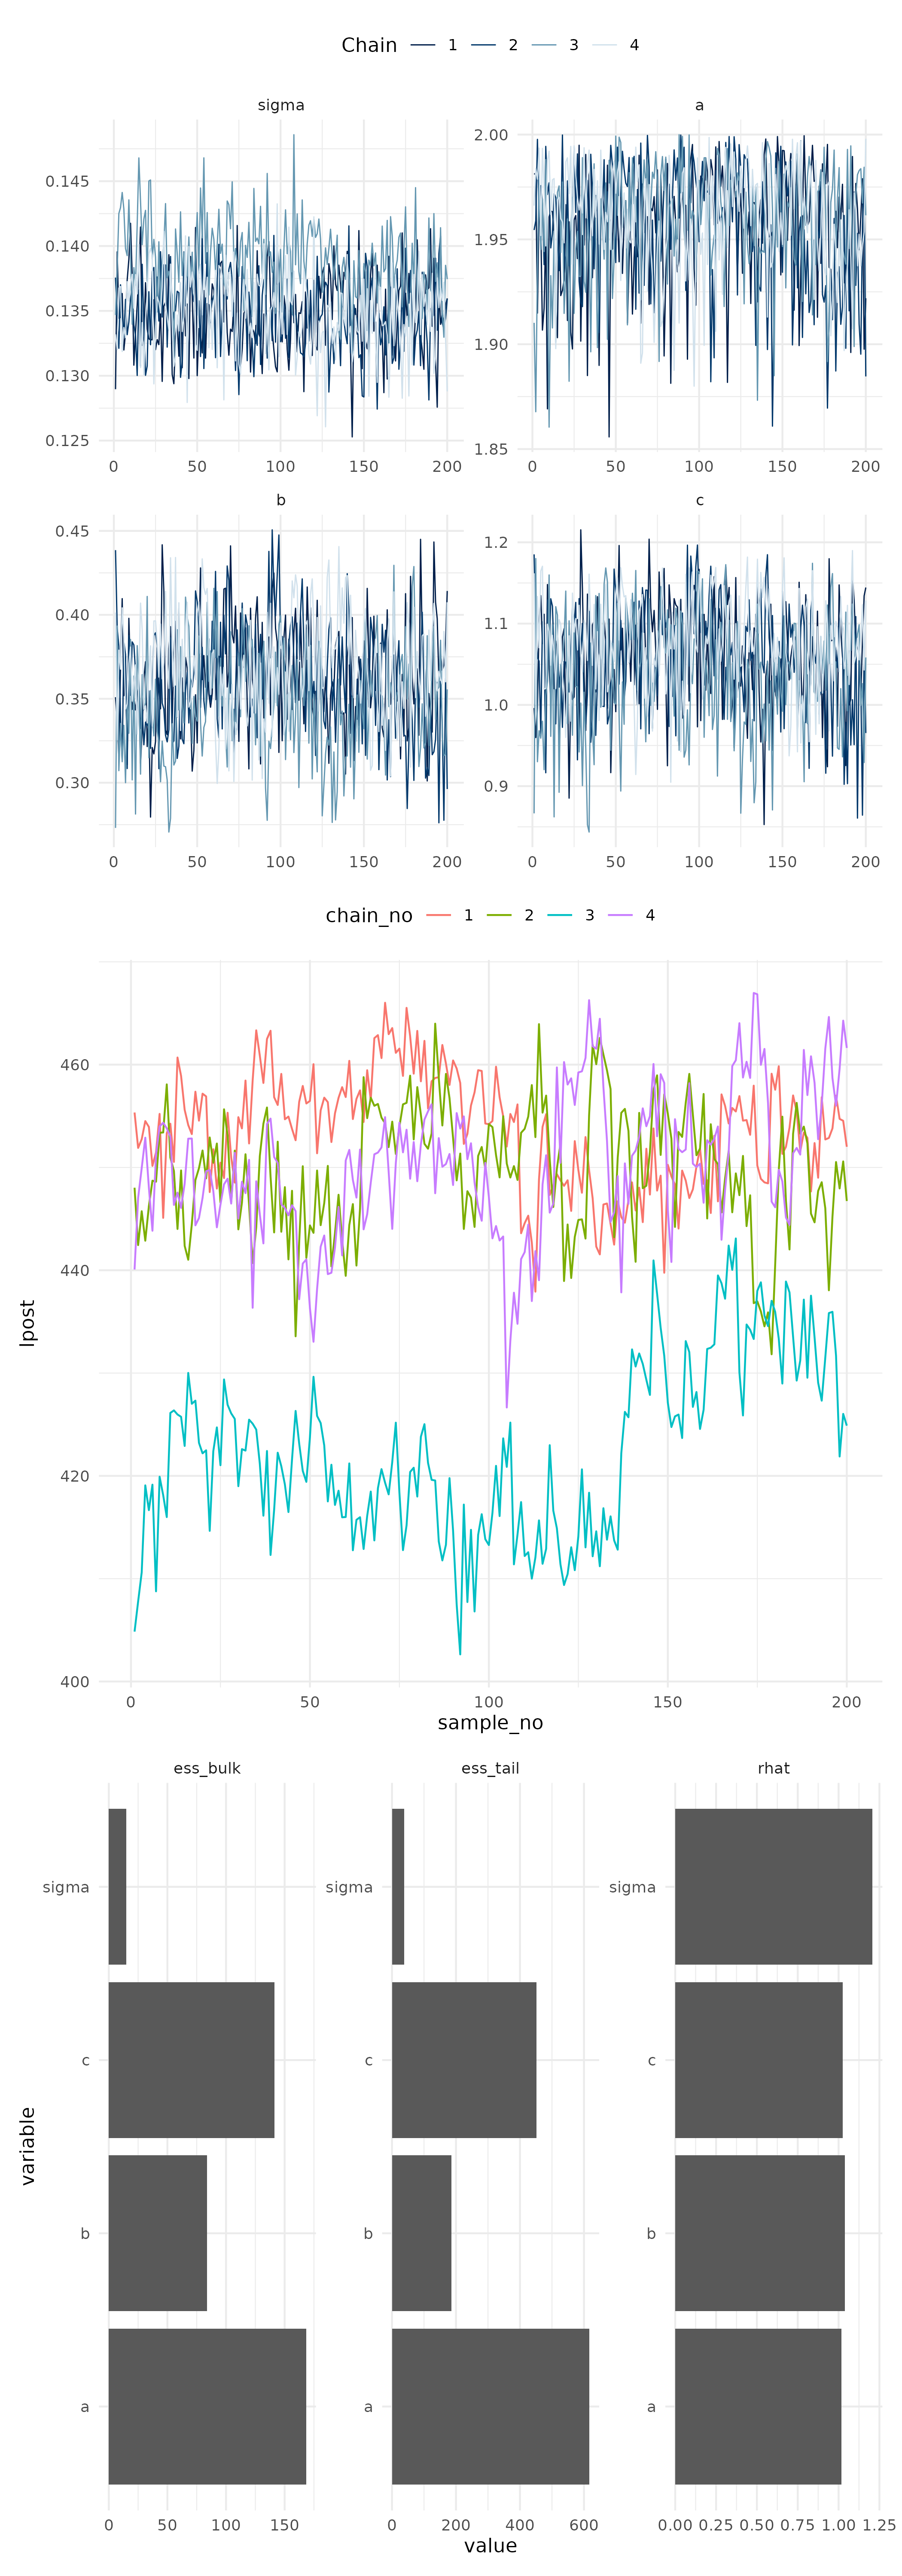 Chain 1 2 3 4
sigma a
0.145
0.140
0.135
0.130
0.125
0 50 100 150 200
2.00
1.95
1.90
1.85
0 50 100 150 200
b c
0.45
0.40
0.35
0.30
0 50 100 150 200
1.2
1.1
1.0
0.9
0 50 100 150 200
chain_no 1 2 3 4
lpost
460
440
420
400
0 50 100 150 200
sample_no
ess_bulk ess_tail rhat
variable
sigma sigma sigma
c c c
b b b
a a a
0 50 100 150 0 200 400 600 0.00 0.25 0.50 0.75 1.00 1.25
value